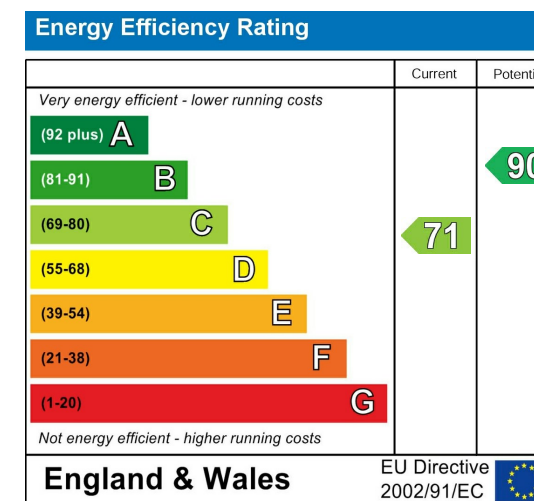 Energy Efficiency Rating
Current Potenti
Very energy efficient - lower running costs
(92 plus) A
(81-91) B
90
(69-80) C
71
(55-68) D
(39-54) E
(21-38) F
(1-20) G
Not energy efficient - higher running costs
England & Wales
EU Directive
2002/91/EC